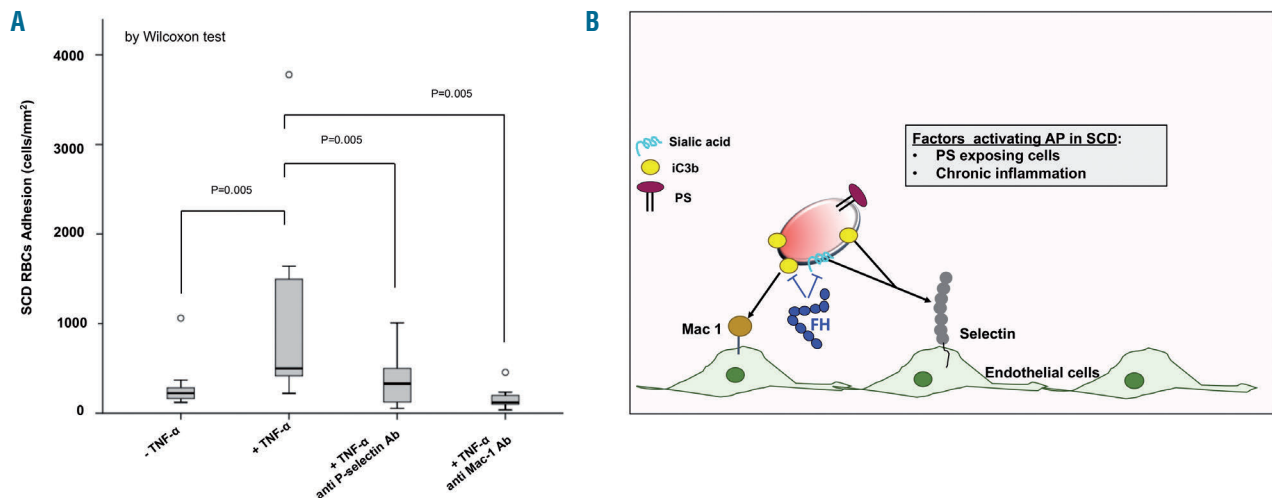 A
by Wilcoxon test
SCD RBCs Adhesion (cells/mm²)
4000
3000
2000
1000
0
P=0.005
P=0.005
P=0.005
- TNF-α
+ TNF-α
+ TNF-α
anti P-selectin Ab
+ TNF-α
anti Mac-1 Ab
B
Sialic acid
iC3b
PS
Factors activating AP in SCD:
• PS exposing cells
• Chronic inflammation
FH
Mac 1
Selectin
Endothelial cells